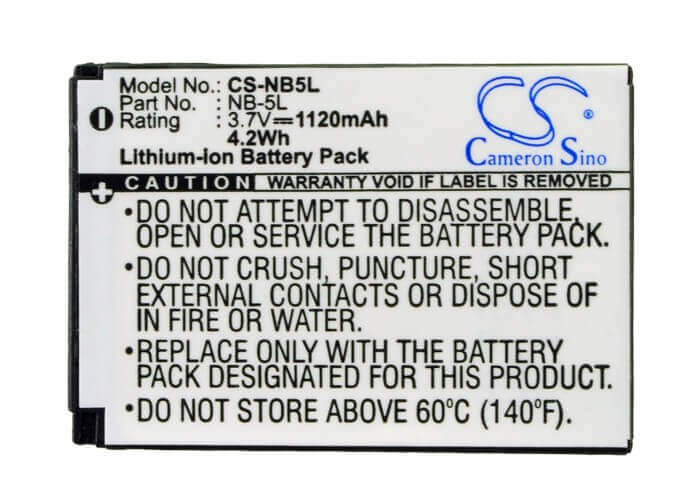 Model No.: CS-NB5L
Part No.: NB-5L
Rating : 3.7V⎓1120mAh
4.2Wh
Lithium-ion Battery Pack
CS
Cameron Sino
CAUTION WARRANTY VOID IF LABEL IS REMOVED
•DO NOT ATTEMPT TO DISASSEMBLE,
OPEN OR SERVICE THE BATTERY PACK.
•DO NOT CRUSH, PUNCTURE, SHORT
EXTERNAL CONTACTS OR DISPOSE OF
IN FIRE OR WATER.
•REPLACE ONLY WITH THE BATTERY
PACK DESIGNATED FOR THIS EQUIPMENT.
•DO NOT STORE ABOVE 60°C (140°F).